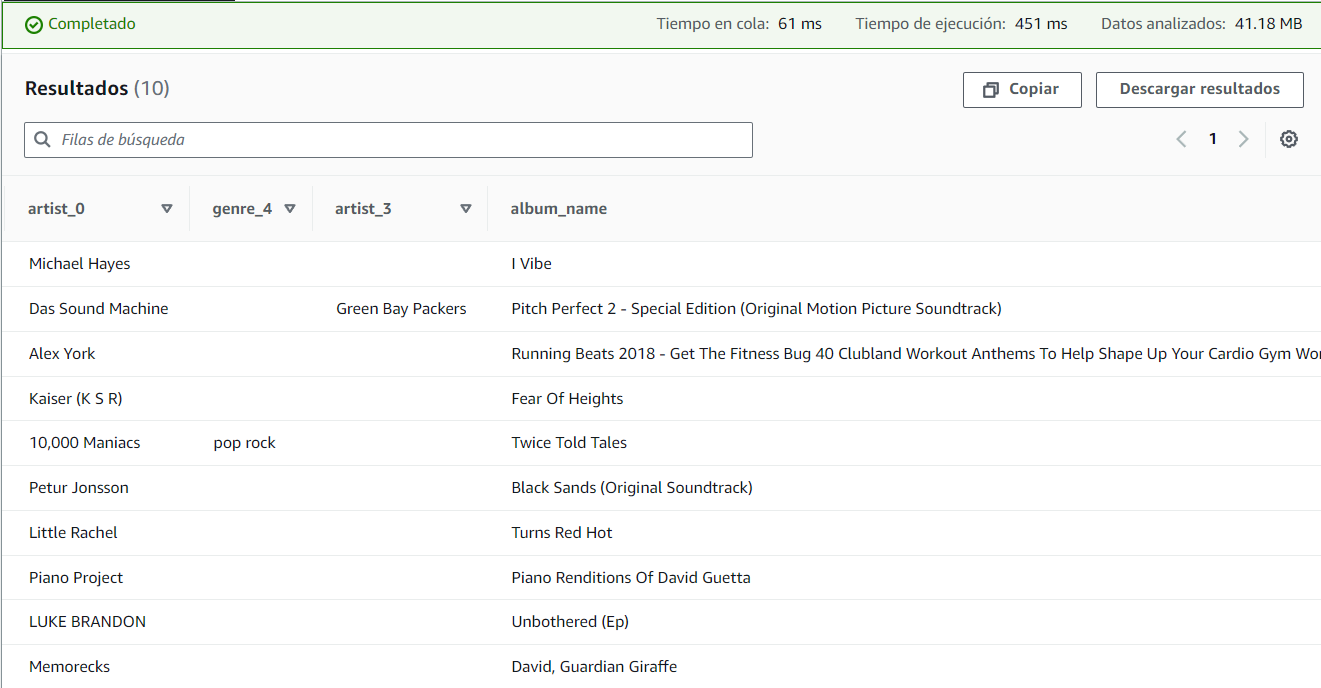 Completado Tiempo en cola: 61 ms Tiempo de ejecución: 451 ms Datos analizados: 41.18 MB
Resultados (10) Copiar Descargar resultados
Filas de búsqueda 1
artist_0 genre_4 artist_3 album_name
Michael Hayes I Vibe
Das Sound Machine Green Bay Packers Pitch Perfect 2 - Special Edition (Original Motion Picture Soundtrack)
Alex York Running Beats 2018 - Get The Fitness Bug 40 Clubland Workout Anthems To Help Shape Up Your Cardio Gym Wor
Kaiser (K S R) Fear Of Heights
10,000 Maniacs pop rock Twice Told Tales
Petur Jonsson Black Sands (Original Soundtrack)
Little Rachel Turns Red Hot
Piano Project Piano Renditions Of David Guetta
LUKE BRANDON Unbothered (Ep)
Memorecks David, Guardian Giraffe